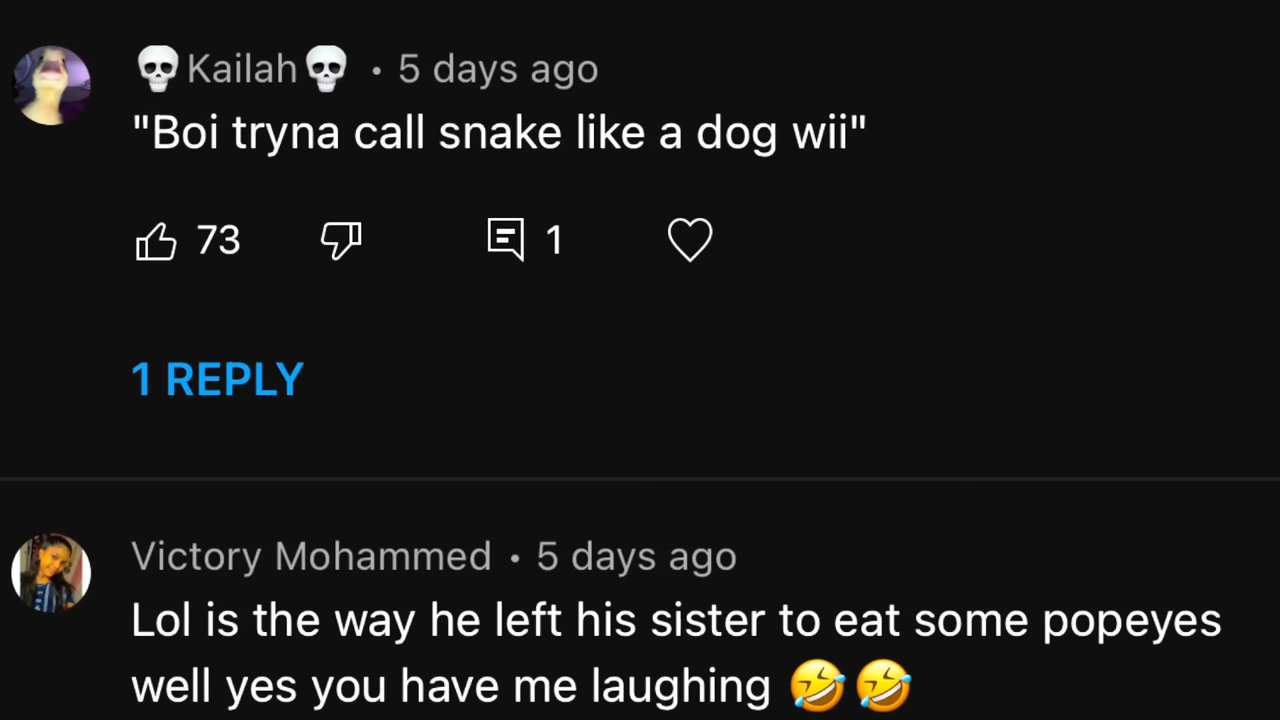 💀Kailah💀 • 5 days ago
"Boi tryna call snake like a dog wii"
73 1
1 REPLY
Victory Mohammed • 5 days ago
Lol is the way he left his sister to eat some popeyes
well yes you have me laughing 🤣🤣